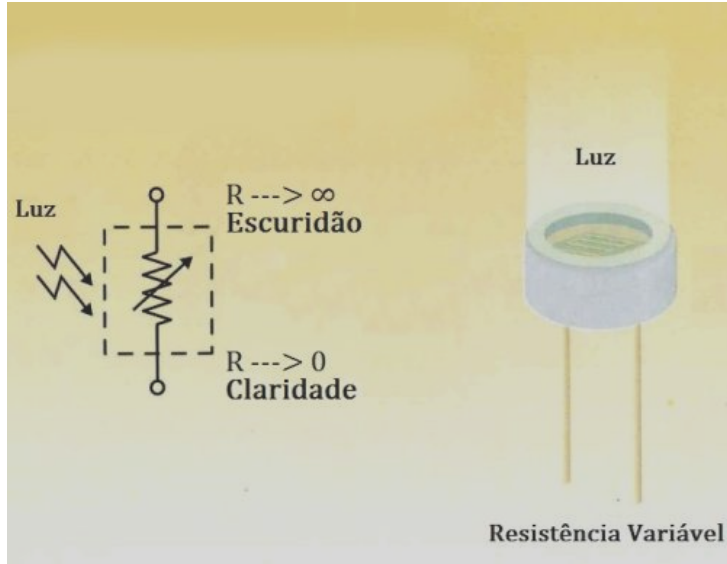 Luz
R ---> ∞
Escuridão
R ---> 0
Claridade
Luz
Resistência Variável